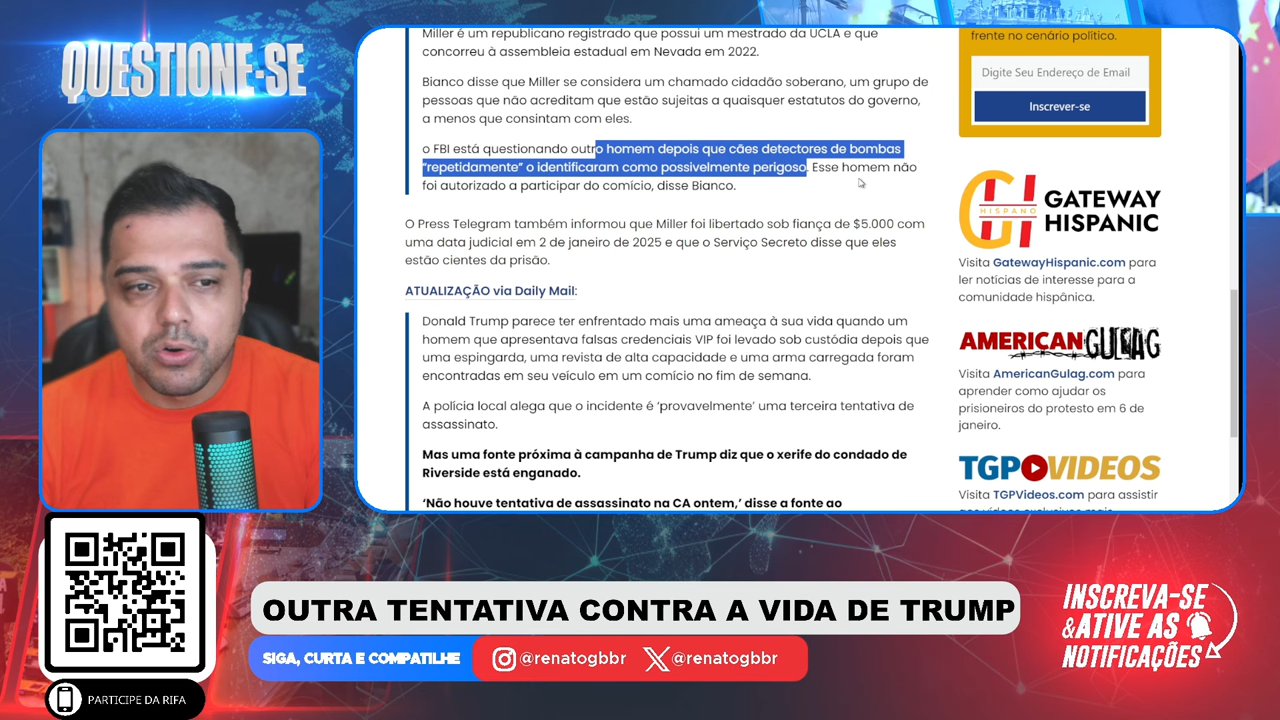 QUESTIONE-SE
Miller é um republicano registrado que possui um mestrado da UCLA e que
concorreu à assembleia estadual em Nevada em 2022.
Bianco disse que Miller se considera um chamado cidadão soberano, um grupo de
pessoas que não acreditam que estão sujeitas a quaisquer estatutos do governo,
a menos que consintam com eles.
o FBI está questionando outro homem depois que cães detectores de bombas
“repetidamente” o identificaram como possivelmente perigoso. Esse homem não
foi autorizado a participar do comício, disse Bianco.
O Press Telegram também informou que Miller foi libertado sob fiança de $5.000 com
uma data judicial em 2 de janeiro de 2025 e que o Serviço Secreto disse que eles
estão cientes da prisão.
ATUALIZAÇÃO via Daily Mail:
Donald Trump parece ter enfrentado mais uma ameaça à sua vida quando um
homem que apresentava falsas credenciais VIP foi levado sob custódia depois que
uma espingarda, uma revista de alta capacidade e uma arma carregada foram
encontradas em seu veículo em um comício no fim de semana.
A polícia local alega que o incidente é ‘provavelmente’ uma terceira tentativa de
assassinato.
Mas uma fonte próxima à campanha de Trump diz que o xerife do condado de
Riverside está enganado.
‘Não houve tentativa de assassinato na CA ontem,’ disse a fonte ao
frente no cenário político.
Digite Seu Endereço de Email
Inscrever-se
GH
HISPANO
GATEWAY
HISPANIC
Visita GatewayHispanic.com para
ler notícias de interesse para a
comunidade hispânica.
AMERICAN GULAG
Visita AmericanGulag.com para
aprender como ajudar os
prisioneiros do protesto em 6 de
janeiro.
TGP VIDEOS
Visita TGPVideos.com para assistir
OUTRA TENTATIVA CONTRA A VIDA DE TRUMP
SIGA, CURTA E COMPATILHE
@renatogbbr
@renatogbbr
PARTICIPE DA RIFA
INSCREVA-SE
&ATIVE AS
NOTIFICAÇÕES